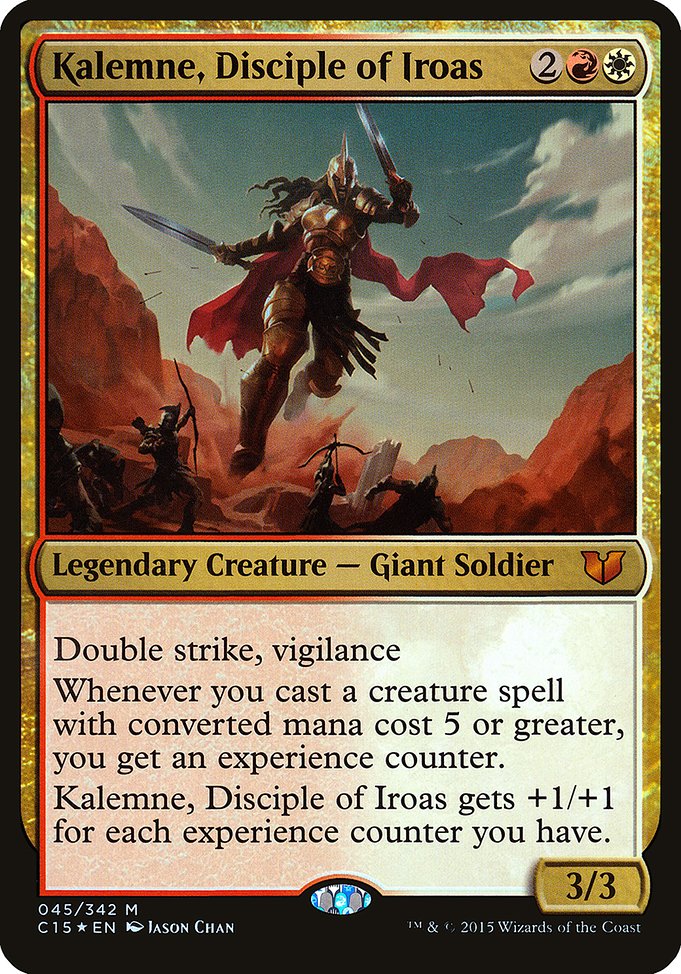 Kalemne, Disciple of Iroas 2
Legendary Creature — Giant Soldier
Double strike, vigilance
Whenever you cast a creature spell
with converted mana cost 5 or greater,
you get an experience counter.
Kalemne, Disciple of Iroas gets +1/+1
for each experience counter you have.
3/3
045/342 M
C15★EN Jason Chan
™ & © 2015 Wizards of the Coast